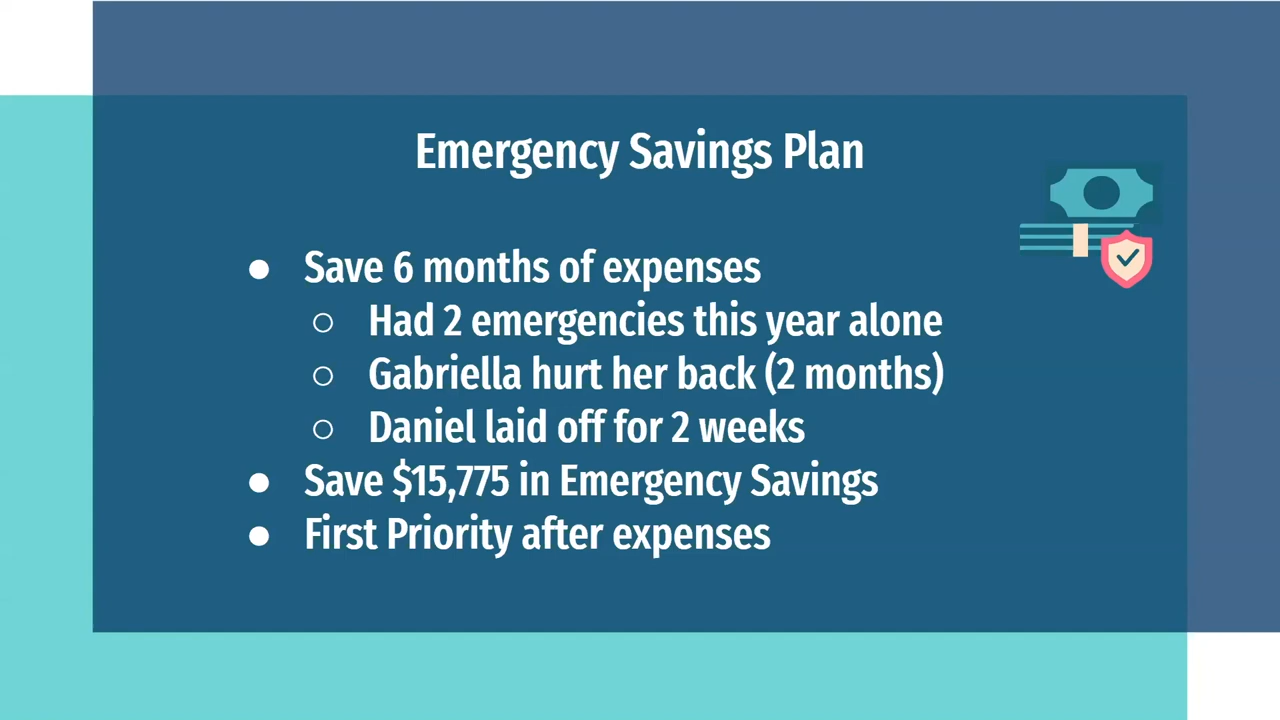 Emergency Savings Plan
● Save 6 months of expenses
○ Had 2 emergencies this year alone
○ Gabriella hurt her back (2 months)
○ Daniel laid off for 2 weeks
● Save $15,775 in Emergency Savings
● First Priority after expenses